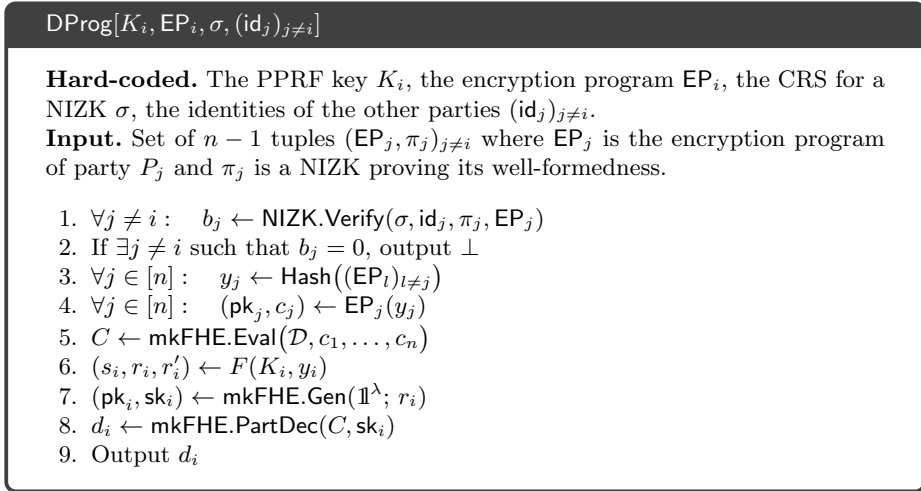 DProg[K_i, EP_i, σ, (id_j)_{j≠i}]
Hard-coded. The PPRF key K_i, the encryption program EP_i, the CRS for a
NIZK σ, the identities of the other parties (id_j)_{j≠i}.
Input. Set of n − 1 tuples (EP_j, π_j)_{j≠i} where EP_j is the encryption program
of party P_j and π_j is a NIZK proving its well-formedness.
1. ∀j ≠ i : b_j ← NIZK.Verify(σ, id_j, π_j, EP_j)
2. If ∃j ≠ i such that b_j = 0, output ⊥
3. ∀j ∈ [n] : y_j ← Hash((EP_l)_{l≠j})
4. ∀j ∈ [n] : (pk_j, c_j) ← EP_j(y_j)
5. C ← mkFHE.Eval(𝒟, c_1, . . . , c_n)
6. (s_i, r_i, r′_i) ← F(K_i, y_i)
7. (pk_i, sk_i) ← mkFHE.Gen(𝟙^λ; r_i)
8. d_i ← mkFHE.PartDec(C, sk_i)
9. Output d_i